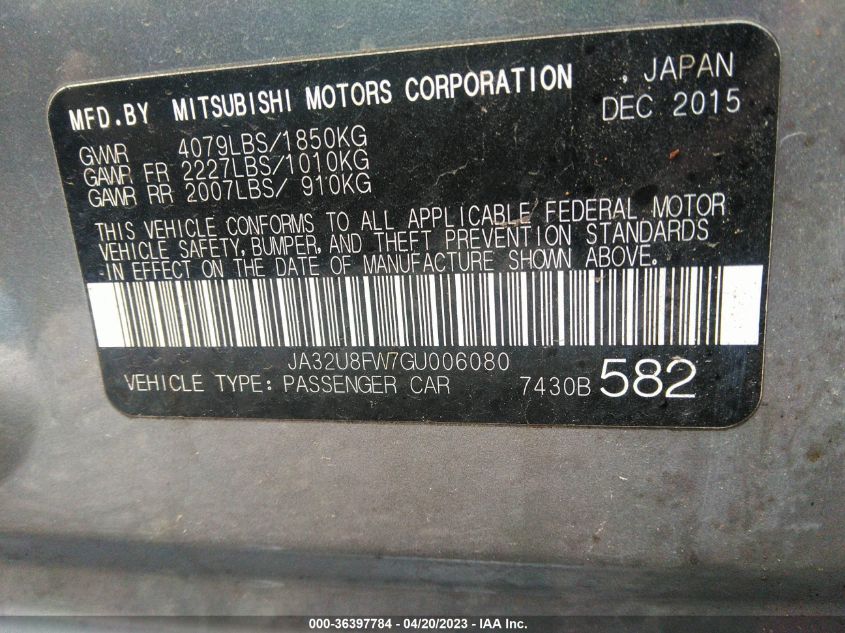 MFD.BY MITSUBISHI MOTORS CORPORATION , JAPAN
DEC 2015
GVWR 4079LBS/1850KG
GAWR FR 2227LBS/1010KG
GAWR RR 2007LBS/ 910KG
THIS VEHICLE CONFORMS TO ALL APPLICABLE FEDERAL MOTOR
VEHICLE SAFETY, BUMPER, AND THEFT PREVENTION STANDARDS
IN EFFECT ON THE DATE OF MANUFACTURE SHOWN ABOVE.
JA32U8FW7GU006080
VEHICLE TYPE: PASSENGER CAR 7430B 582
000-36397784 - 04/20/2023 - IAA Inc.